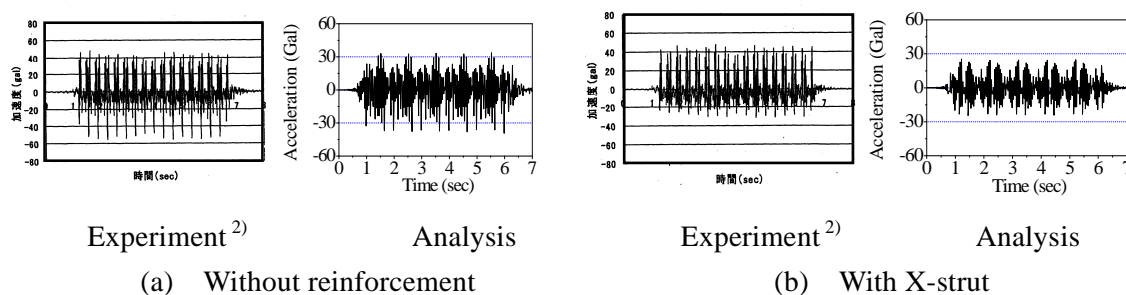 80
60
40
20
0
-20
-40
-60
-80
加速度(gal)
1
7
時間(sec)
60
30
0
-30
-60
Acceleration (Gal)
0 1 2 3 4 5 6 7
Time (sec)
80
60
40
20
0
-20
-40
-60
-80
加速度(gal)
1
7
8
時間(sec)
60
30
0
-30
-60
Acceleration (Gal)
0 1 2 3 4 5 6 7
Time (sec)
Experiment 2)
Analysis
Experiment 2)
Analysis
(a) Without reinforcement
(b) With X-strut